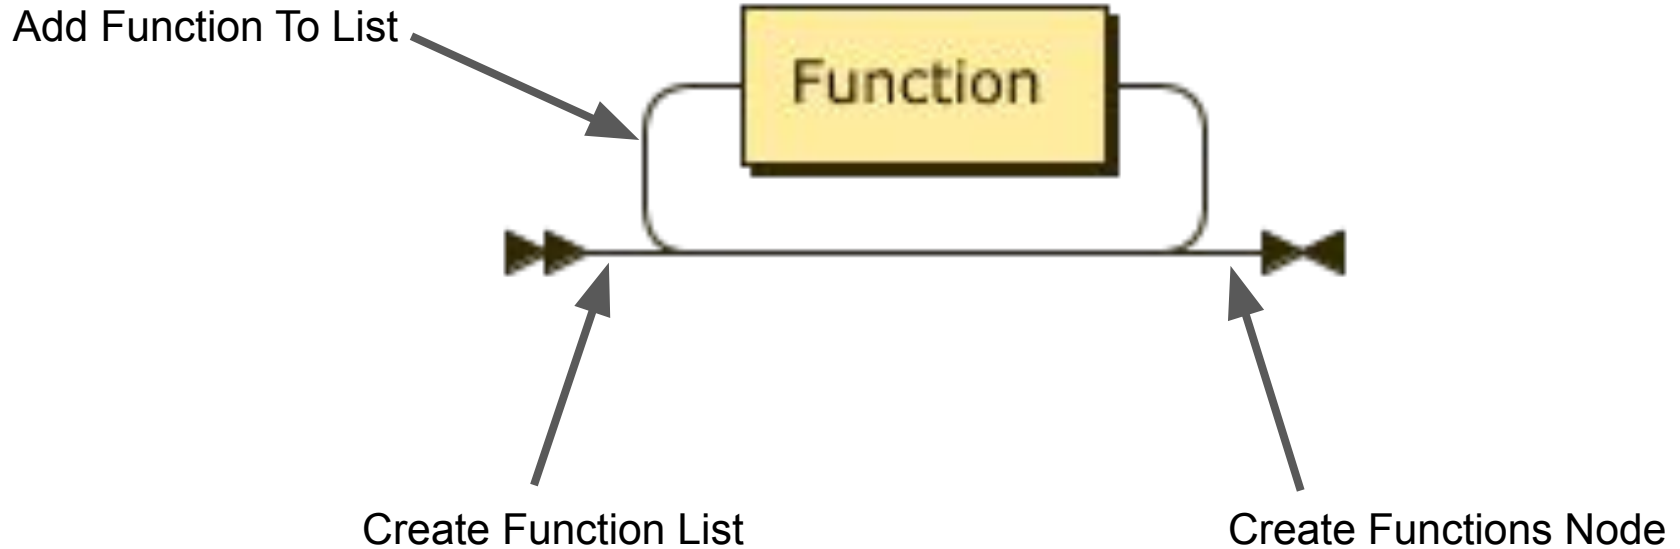 Add Function To List
Function
Create Function List
Create Functions Node